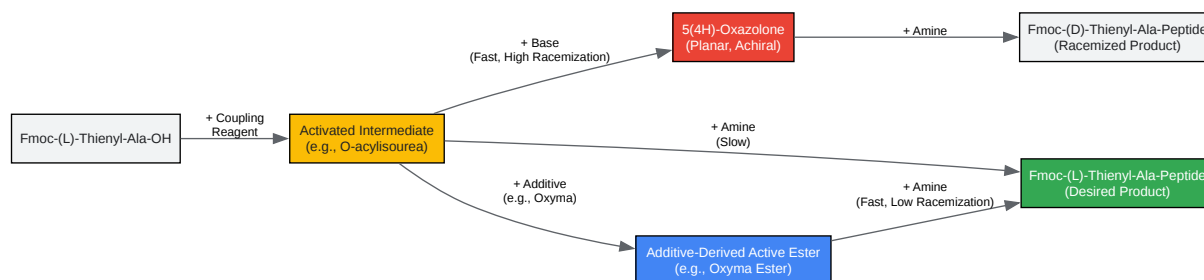 5(4H)-Oxazolone
(Planar, Achiral)
+ Amine
Fmoc-(D)-Thienyl-Ala-Peptide
(Racemized Product)
+ Base
(Fast, High Racemization)
Fmoc-(L)-Thienyl-Ala-OH
+ Coupling
Reagent
Activated Intermediate
(e.g., O-acylisourea)
+ Amine
(Slow)
Fmoc-(L)-Thienyl-Ala-Peptide
(Desired Product)
+ Additive
(e.g., Oxyma)
+ Amine
(Fast, Low Racemization)
Additive-Derived Active Ester
(e.g., Oxyma Ester)